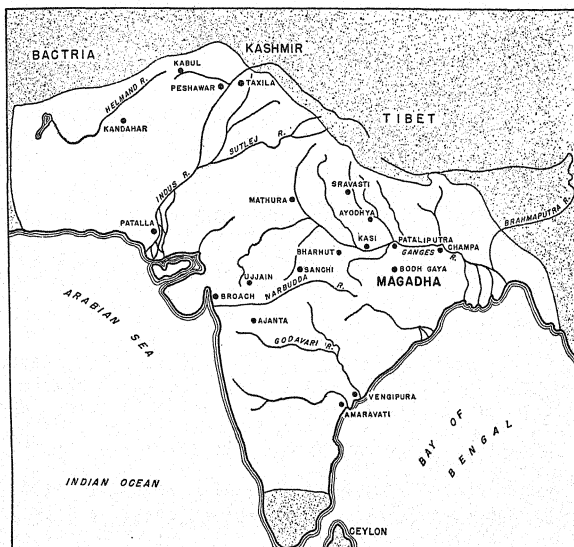 BACTRIA
KASHMIR
KABUL
PESHAWAR
TAXILA
HELMAND R.
KANDAHAR
TIBET
SUTLEJ R.
INDUS R.
SRAVASTI
MATHURA
AYODHYA
BRAHMAPUTRA R.
PATALLA
KASI
PATALIPUTRA
GANGES R.
CHAMPA
BHARHUT
SANCHI
BODH GAYA
UJJAIN
NARBUDDA R.
MAGADHA
BROACH
ARABIAN SEA
AJANTA
GODAVARI R.
VENGIPURA
AMARAVATI
BAY OF BENGAL
INDIAN OCEAN
CEYLON